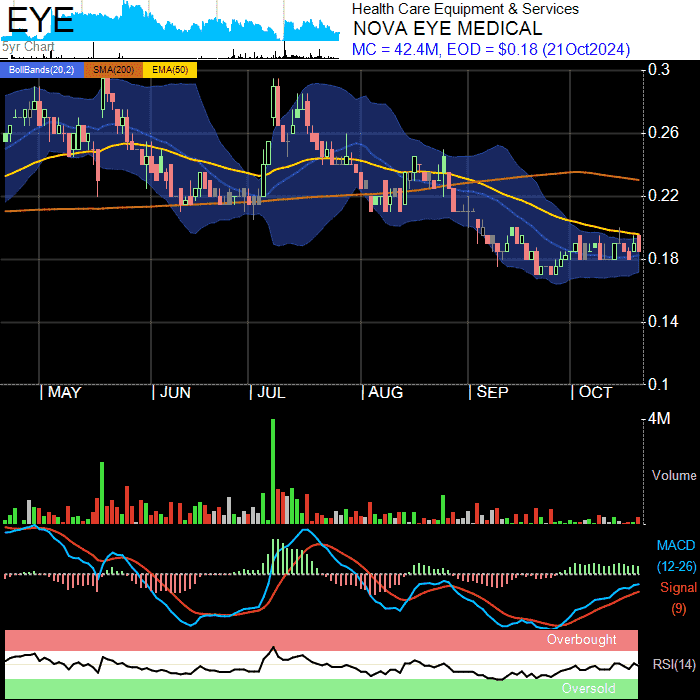 EYE
5yr Chart
Health Care Equipment & Services
NOVA EYE MEDICAL
MC = 42.4M, EOD = $0.18 (21Oct2024)
BollBands(20,2) SMA(200) EMA(50)
0.3
0.26
0.22
0.18
0.14
0.1
MAY JUN JUL AUG SEP OCT
4M
Volume
MACD
(12-26)
Signal
(9)
Overbought
RSI(14)
Oversold